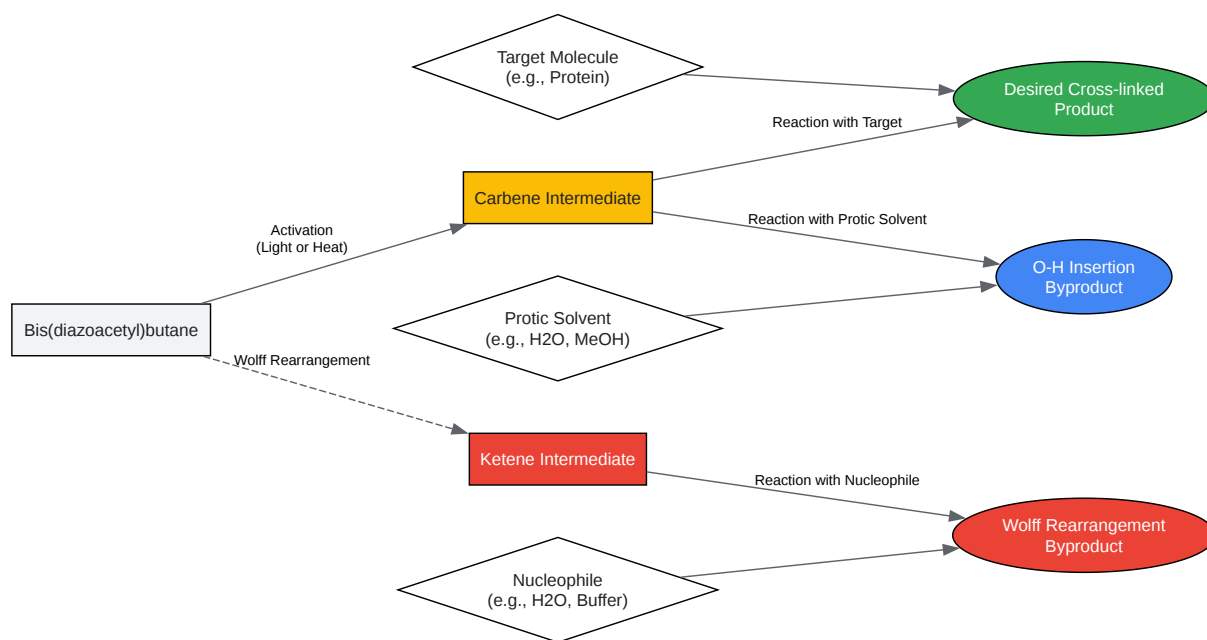 Target Molecule
(e.g., Protein)
Desired Cross-linked
Product
Reaction with Target
Carbene Intermediate
Reaction with Protic Solvent
Activation
(Light or Heat)
O-H Insertion
Byproduct
Protic Solvent
(e.g., H2O, MeOH)
Bis(diazoacetyl)butane
Wolff Rearrangement
Ketene Intermediate
Reaction with Nucleophile
Wolff Rearrangement
Byproduct
Nucleophile
(e.g., H2O, Buffer)